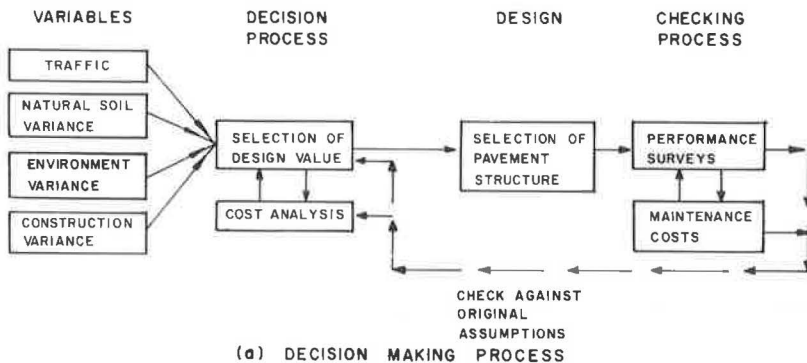 VARIABLES
DECISION
PROCESS
DESIGN
CHECKING
PROCESS
TRAFFIC
NATURAL SOIL
VARIANCE
ENVIRONMENT
VARIANCE
CONSTRUCTION
VARIANCE
SELECTION OF
DESIGN VALUE
COST ANALYSIS
SELECTION OF
PAVEMENT
STRUCTURE
PERFORMANCE
SURVEYS
MAINTENANCE
COSTS
CHECK AGAINST
ORIGINAL
ASSUMPTIONS
(a) DECISION MAKING PROCESS